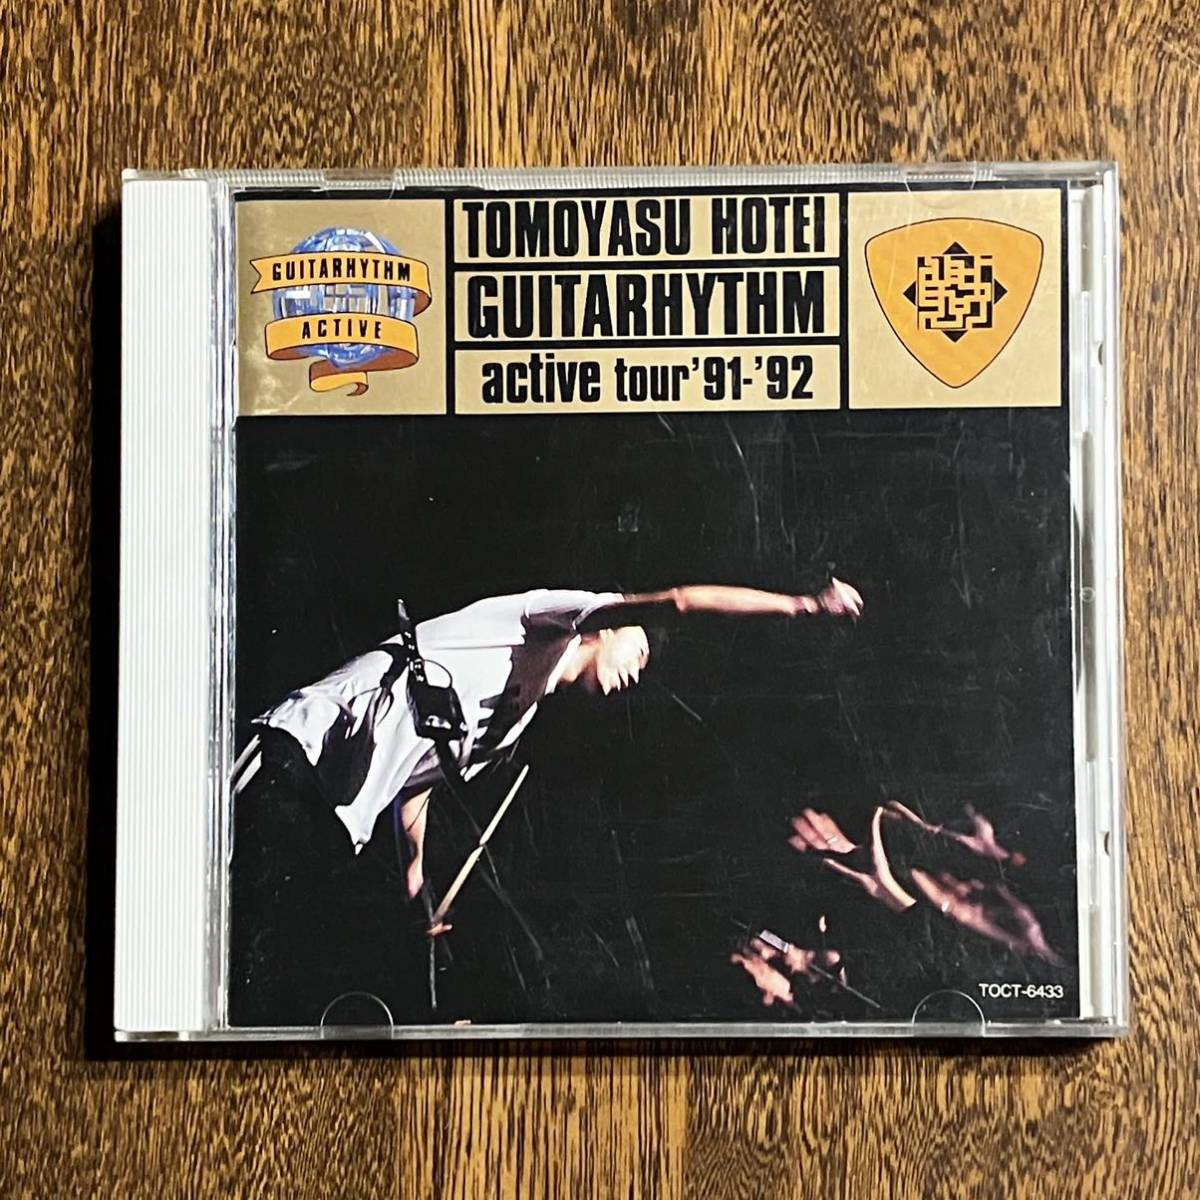 GUITARHYTHM
ACTIVE
TOMOYASU HOTEI
GUITARHYTHM
active tour '91-'92
TOCT-6433